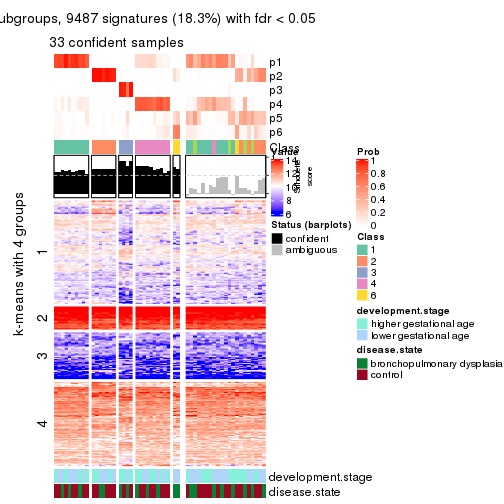 ubgroups, 9487 signatures (18.3%) with fdr < 0.05
33 confident samples
p1
p2
p3
p4
p5
p6
Class
Value
14
12
10
8
6
Silhouette
score
Status (barplots)
confident
ambiguous
Prob
1
0.8
0.6
0.4
0.2
0
Class
1
2
3
4
6
development.stage
higher gestational age
lower gestational age
disease.state
bronchopulmonary dysplasia
control
k-means with 4 groups
1
2
3
4
development.stage
disease.state